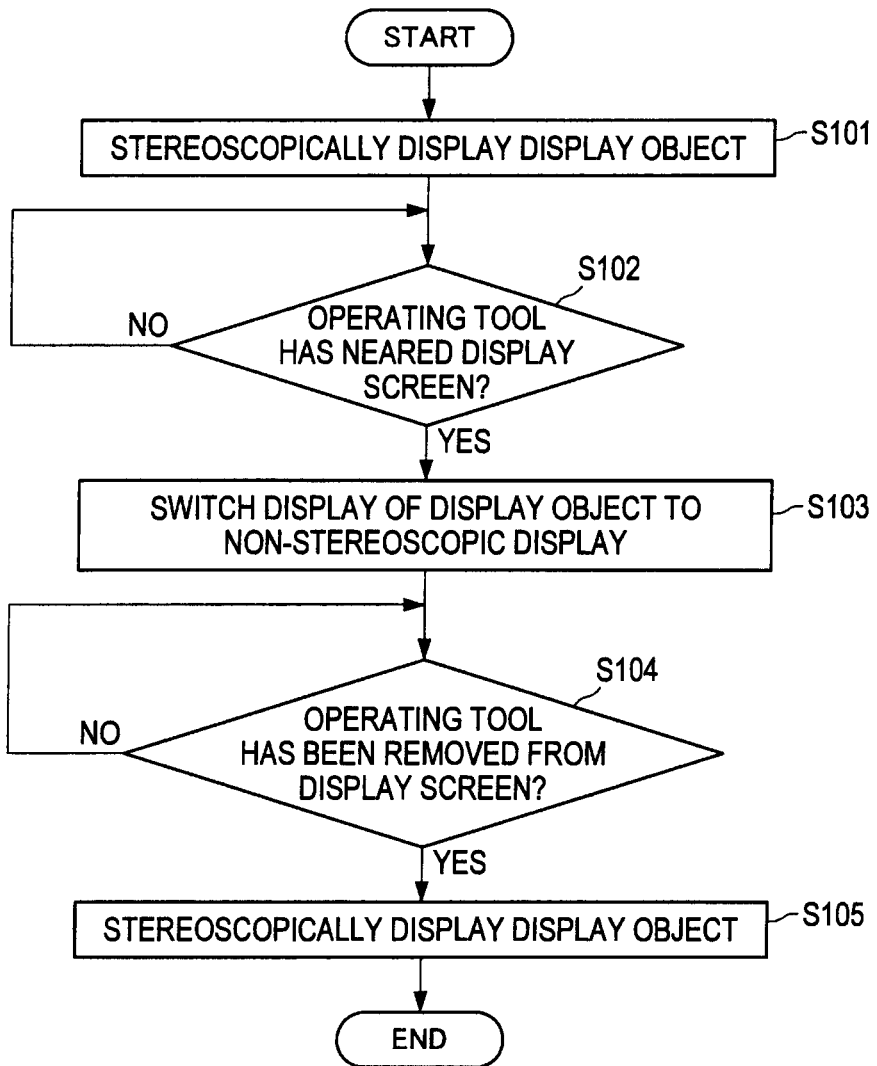 START
STEREOSCOPICALLY DISPLAY DISPLAY OBJECT
S101
S102
OPERATING TOOL
HAS NEARED DISPLAY
SCREEN?
NO
YES
SWITCH DISPLAY OF DISPLAY OBJECT TO
NON-STEREOSCOPIC DISPLAY
S103
S104
OPERATING TOOL
HAS BEEN REMOVED FROM
DISPLAY SCREEN?
NO
YES
STEREOSCOPICALLY DISPLAY DISPLAY OBJECT
S105
END